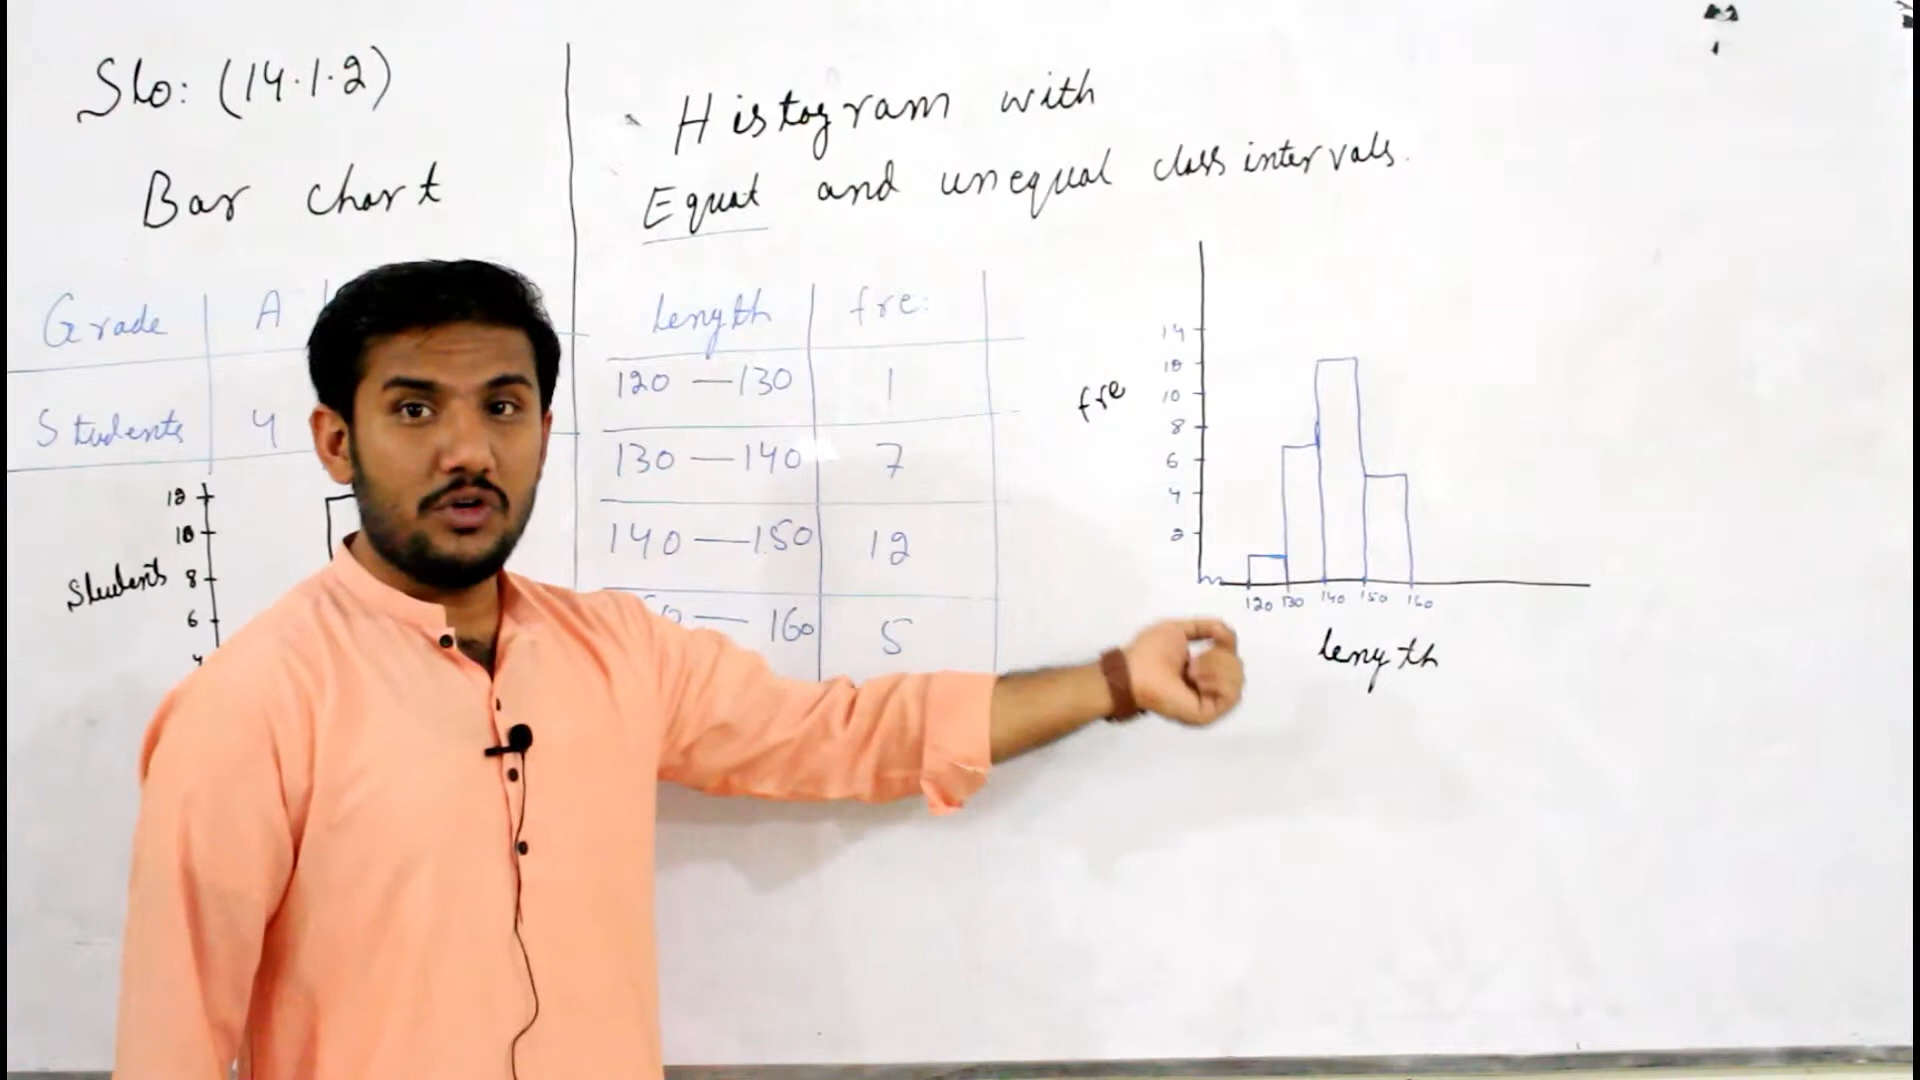 Slo: (14.1.2)
Bar chart
Grade A
Students 4
12
10
8
6
4
Students
Histogram with
Equal and unequal class intervals.
length fre:
120 — 130 1
130 — 140 7
140 — 150 12
— 160 5
14
12
10
8
6
4
2
fre
120 130 140 150 160
length